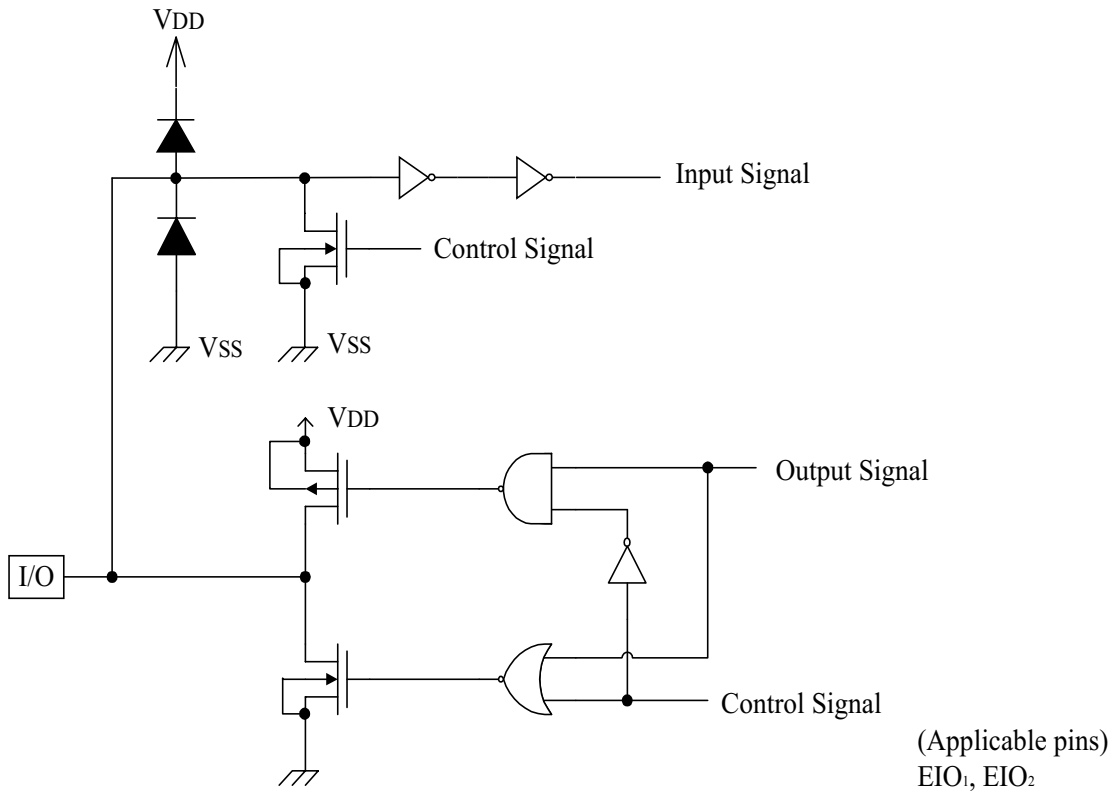 VDD
Input Signal
Control Signal
VSS
VSS
VDD
Output Signal
I/O
Control Signal
(Applicable pins)
EIO₁, EIO₂